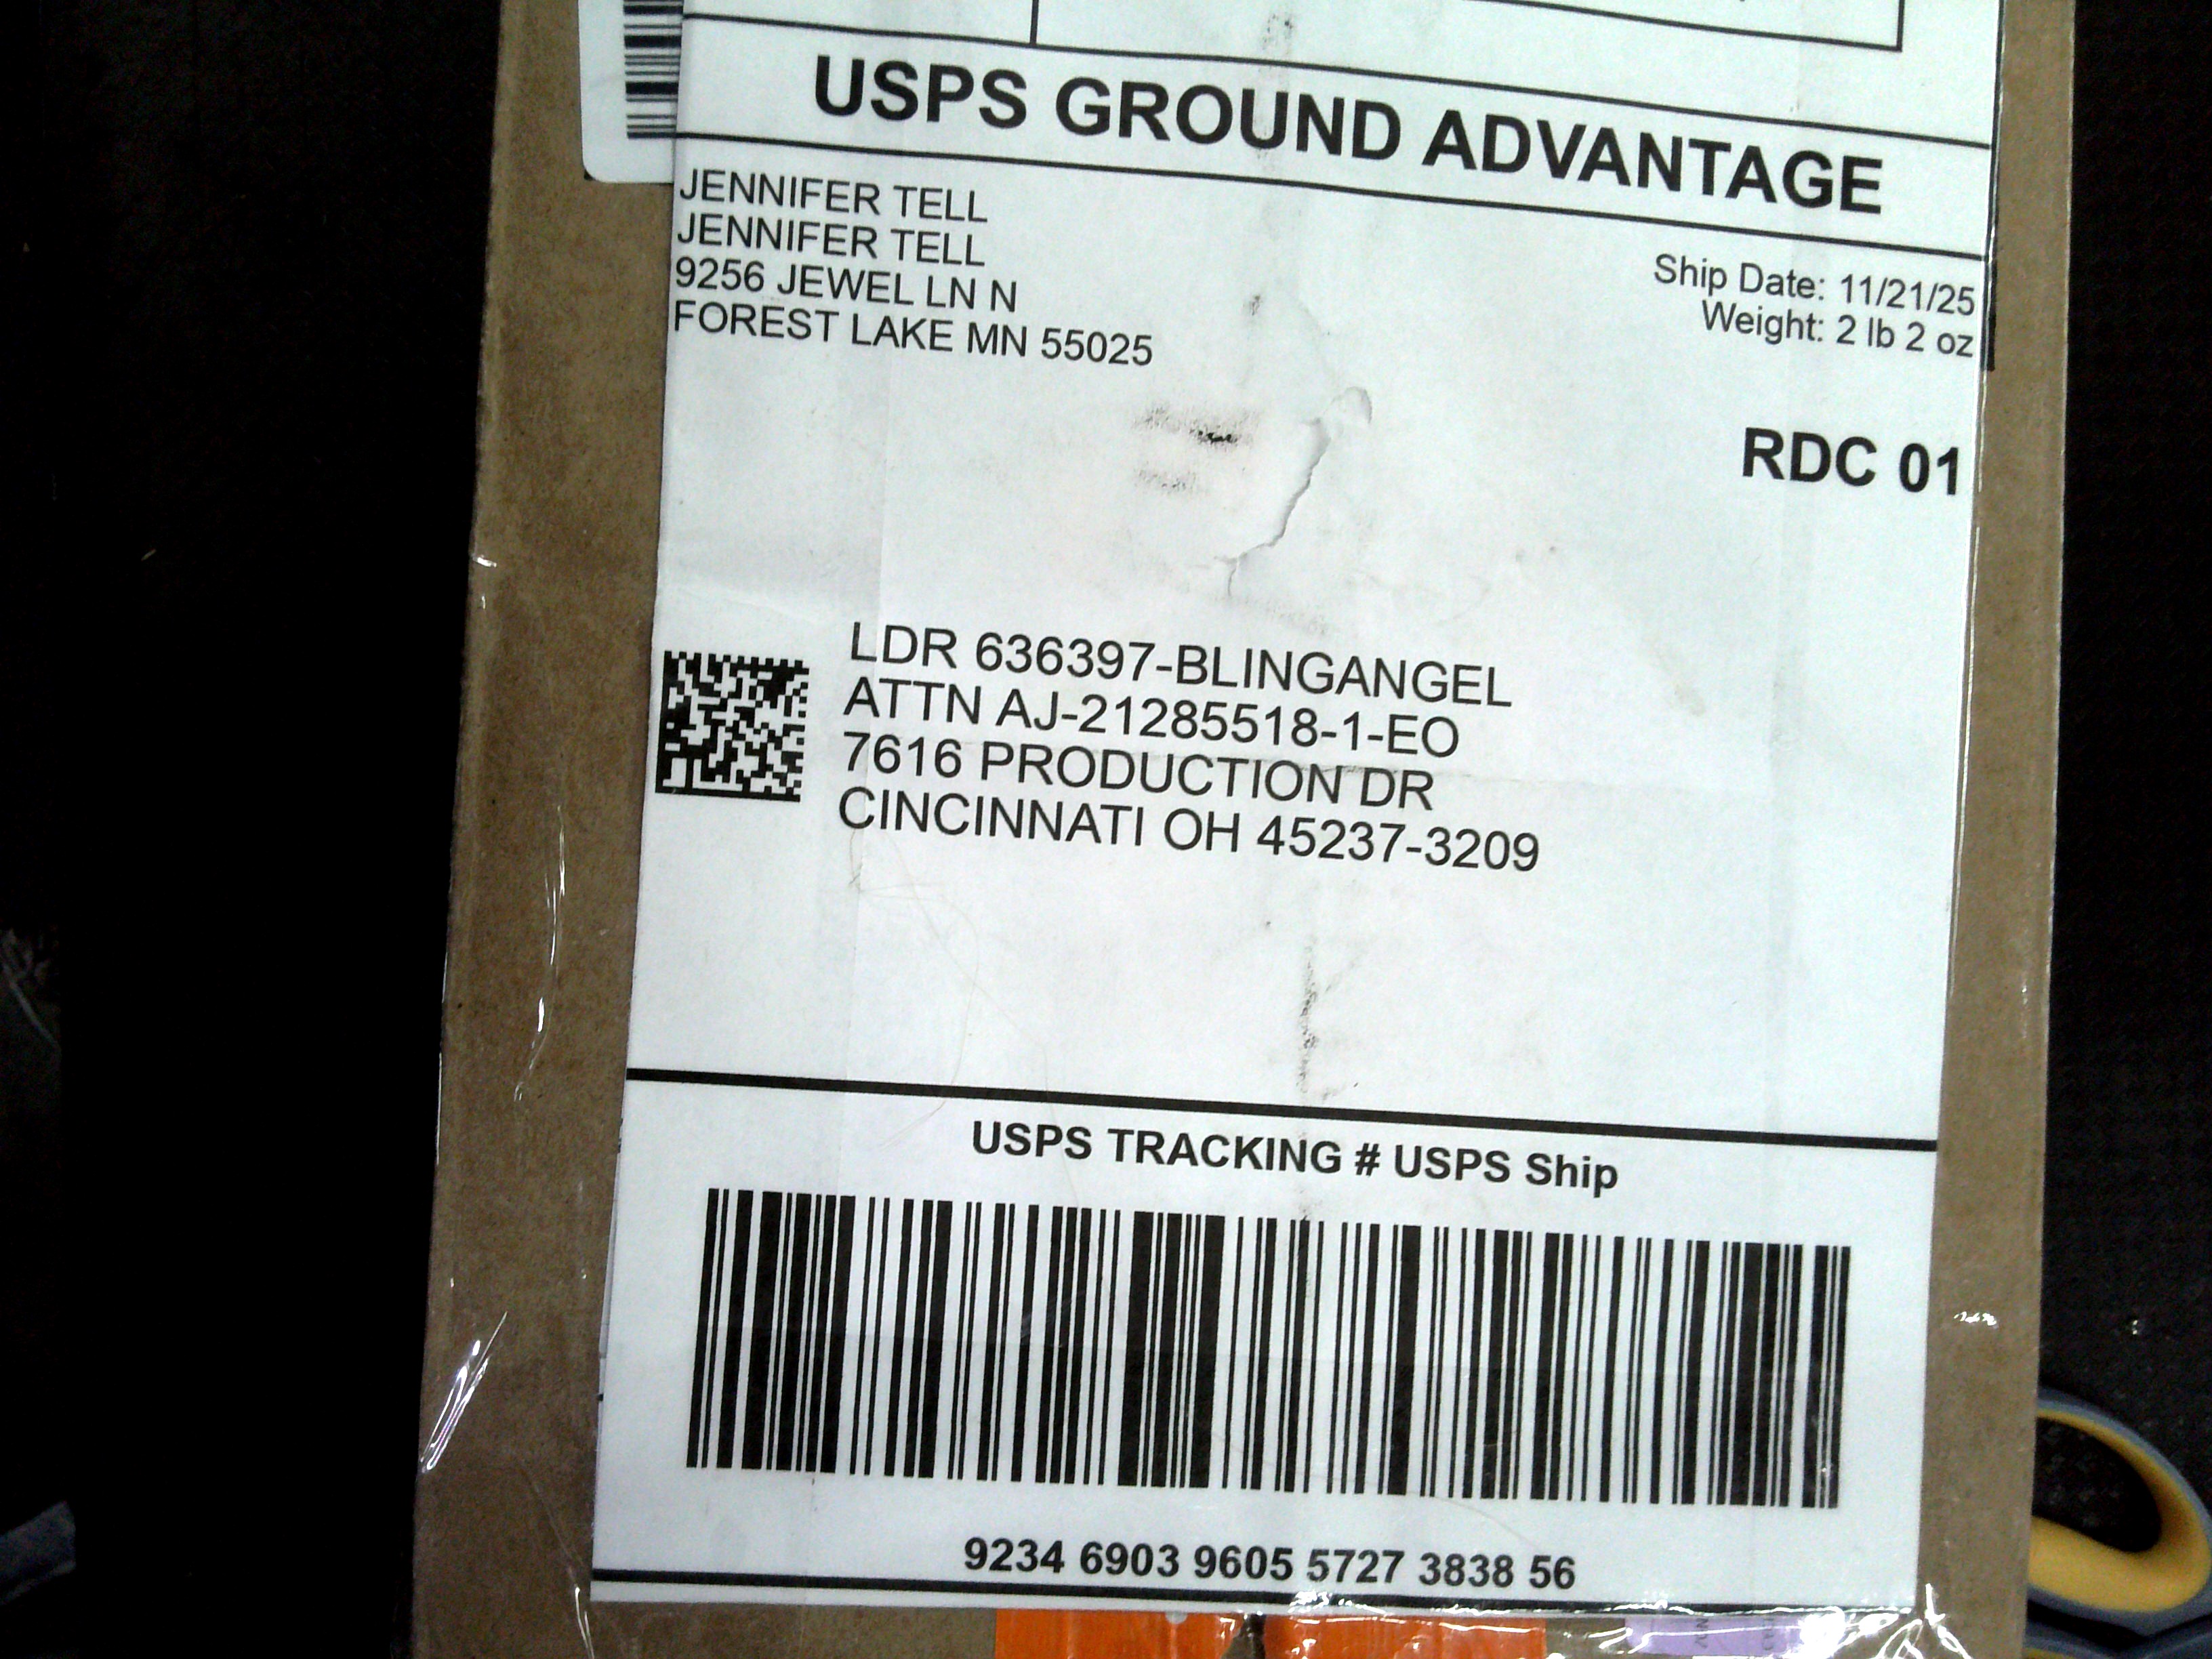 USPS GROUND ADVANTAGE
JENNIFER TELL
JENNIFER TELL
9256 JEWEL LN N
FOREST LAKE MN 55025
Ship Date: 11/21/25
Weight: 2 lb 2 oz
RDC 01
LDR 636397-BLINGANGEL
ATTN AJ-21285518-1-EO
7616 PRODUCTION DR
CINCINNATI OH 45237-3209
USPS TRACKING # USPS Ship
9234 6903 9605 5727 3838 56